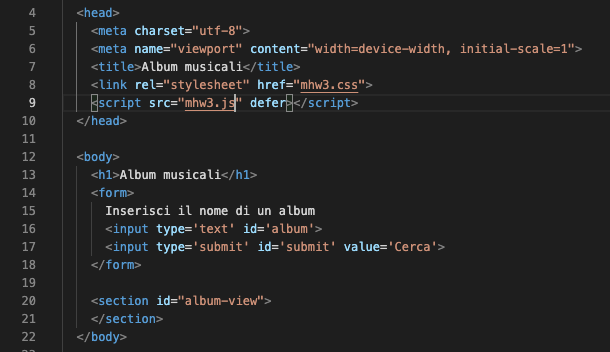 4 <head>
5 <meta charset="utf-8">
6 <meta name="viewport" content="width=device-width, initial-scale=1">
7 <title>Album musicali</title>
8 <link rel="stylesheet" href="mhw3.css">
9 <script src="mhw3.js" defer></script>
10 </head>
11
12 <body>
13 <h1>Album musicali</h1>
14 <form>
15 Inserisci il nome di un album
16 <input type='text' id='album'>
17 <input type='submit' id='submit' value='Cerca'>
18 </form>
19
20 <section id="album-view">
21 </section>
22 </body>